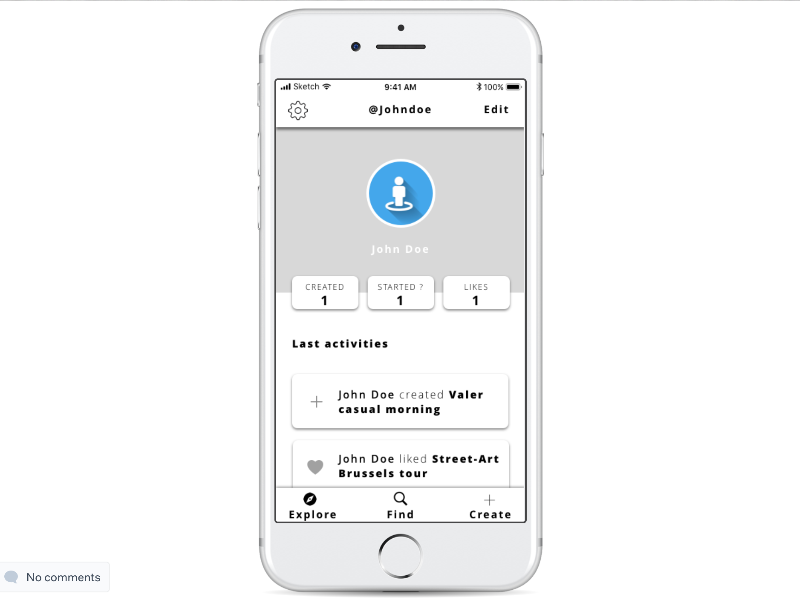 Sketch 9:41 AM 100%
@Johndoe Edit
John Doe
CREATED STARTED ? LIKES
1 1 1
Last activities
John Doe created Valer
casual morning
John Doe liked Street-Art
Brussels tour
Explore Find Create
No comments